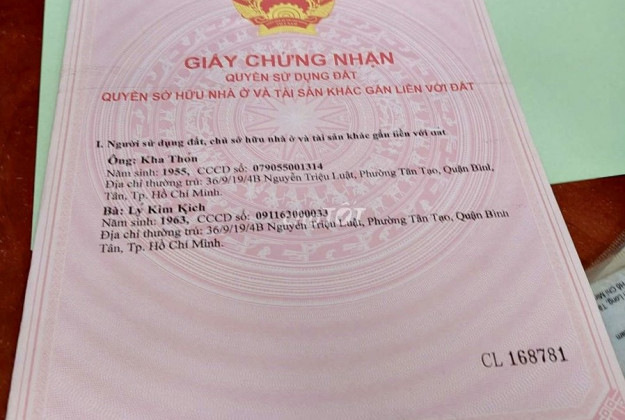 GIẤY CHỨNG NHẬN
QUYỀN SỬ DỤNG ĐẤT
QUYỀN SỞ HỮU NHÀ Ở VÀ TÀI SẢN KHÁC GẮN LIỀN VỚI ĐẤT
I. Người sử dụng đất, chủ sở hữu nhà ở và tài sản khác gắn liền với đất
Ông: Kha Thon
Năm sinh: 1955, CCCD số: 079055001314
Địa chỉ thường trú: 36/9/19/4B Nguyễn Triệu Luật, Phường Tân Tạo, Quận Bình
Tân, Tp. Hồ Chí Minh.
Bà: Lý Kim Kich
Năm sinh: 1963, CCCD số:
Địa chỉ thường trú: 36/9/19/4B Nguyễn Triệu Luật, Phường Tân Tạo, Quận Bình
Tân, Tp. Hồ Chí Minh.
CL 168781